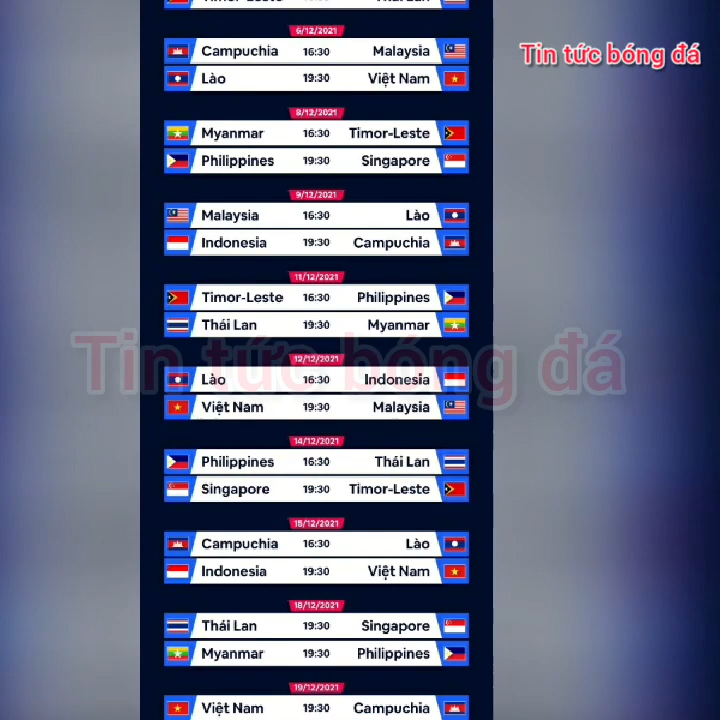 Timor-Leste Thái Lan
6/12/2021
Campuchia 16:30 Malaysia
Lào 19:30 Việt Nam
Tin tức bóng đá
8/12/2021
Myanmar 16:30 Timor-Leste
Philippines 19:30 Singapore
9/12/2021
Malaysia 16:30 Lào
Indonesia 19:30 Campuchia
11/12/2021
Timor-Leste 16:30 Philippines
Thái Lan 19:30 Myanmar
Tin tức bóng đá
12/12/2021
Lào 16:30 Indonesia
Việt Nam 19:30 Malaysia
14/12/2021
Philippines 16:30 Thái Lan
Singapore 19:30 Timor-Leste
15/12/2021
Campuchia 16:30 Lào
Indonesia 19:30 Việt Nam
18/12/2021
Thái Lan 19:30 Singapore
Myanmar 19:30 Philippines
19/12/2021
Việt Nam 19:30 Campuchia